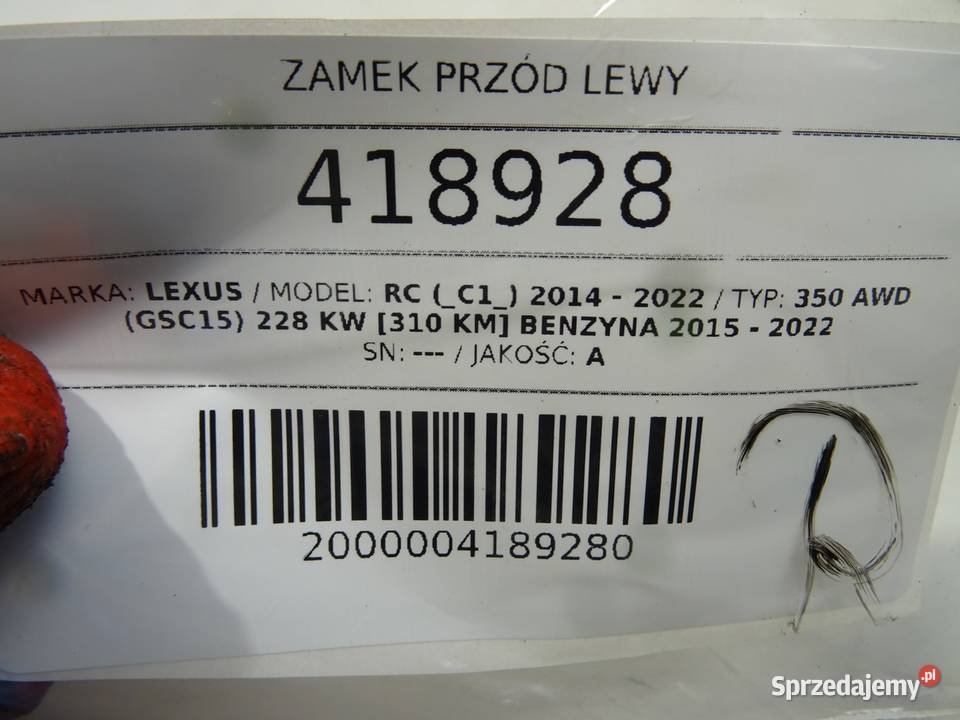 ZAMEK PRZÓD LEWY
418928
MARKA: LEXUS / MODEL: RC (_C1_) 2014 - 2022 / TYP: 350 AWD
(GSC15) 228 KW [310 KM] BENZYNA 2015 - 2022
SN: --- / JAKOŚĆ: A
2000004189280
Sprzedajemy.pl